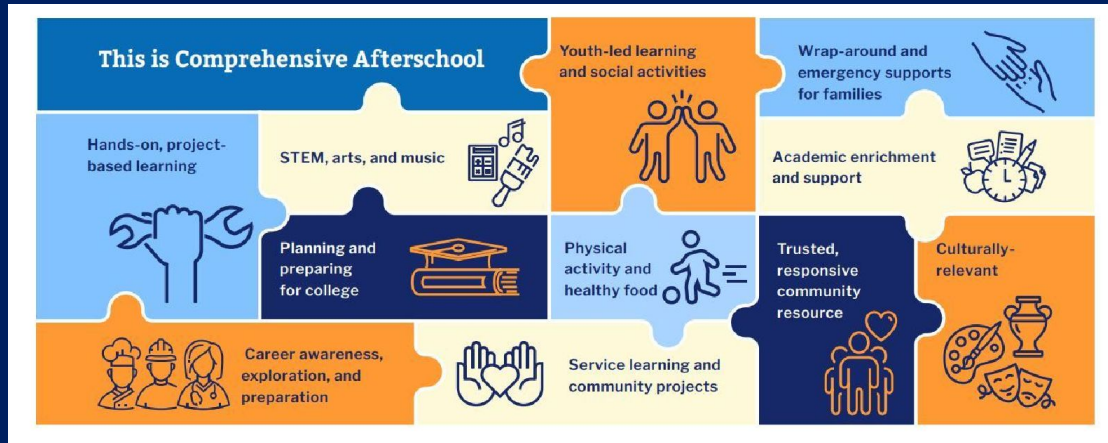 This is Comprehensive Afterschool
Youth-led learning
and social activities
Wrap-around and
emergency supports
for families
Hands-on, project-
based learning
STEM, arts, and music
Academic enrichment
and support
Planning and
preparing
for college
Physical
activity and
healthy food
Trusted,
responsive
community
resource
Culturally-
relevant
Career awareness,
exploration, and
preparation
Service learning and
community projects